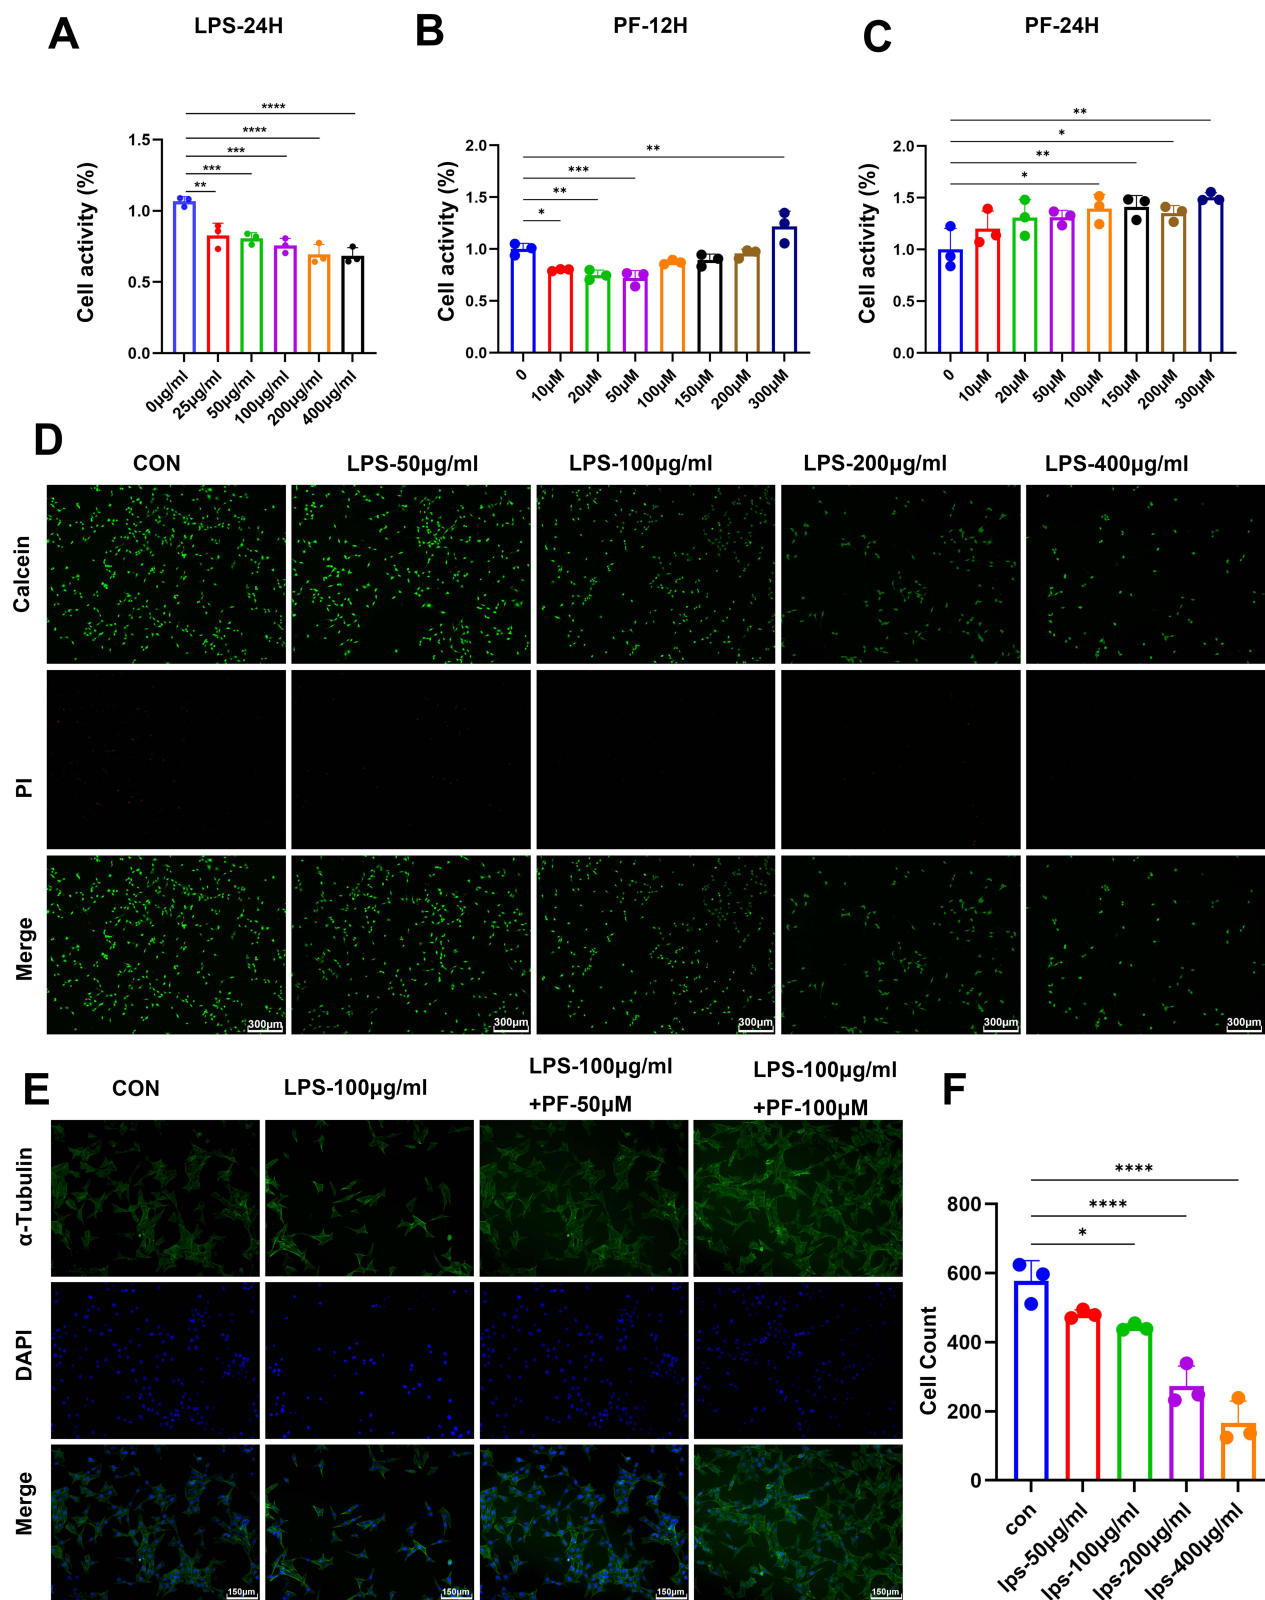 A
LPS-24H
B
PF-12H
C
PF-24H
****
****
***
***
**
Cell activity (%)
1.5
1.0
0.5
0.0
0μg/ml
25μg/ml
50μg/ml
100μg/ml
200μg/ml
400μg/ml
**
***
**
*
Cell activity (%)
2.0
1.5
1.0
0.5
0.0
0
10μM
20μM
50μM
100μM
150μM
200μM
300μM
**
*
**
*
Cell activity (%)
2.0
1.5
1.0
0.5
0.0
0
10μM
20μM
50μM
100μM
150μM
200μM
300μM
D
CON
LPS-50μg/ml
LPS-100μg/ml
LPS-200μg/ml
LPS-400μg/ml
Calcein
PI
Merge
300μm
300μm
300μm
300μm
300μm
E
CON
LPS-100μg/ml
LPS-100μg/ml
+PF-50μM
LPS-100μg/ml
+PF-100μM
α-Tubulin
DAPI
Merge
150μm
150μm
150μm
150μm
F
****
****
*
Cell Count
800
600
400
200
0
con
lps-50μg/ml
lps-100μg/ml
lps-200μg/ml
lps-400μg/ml